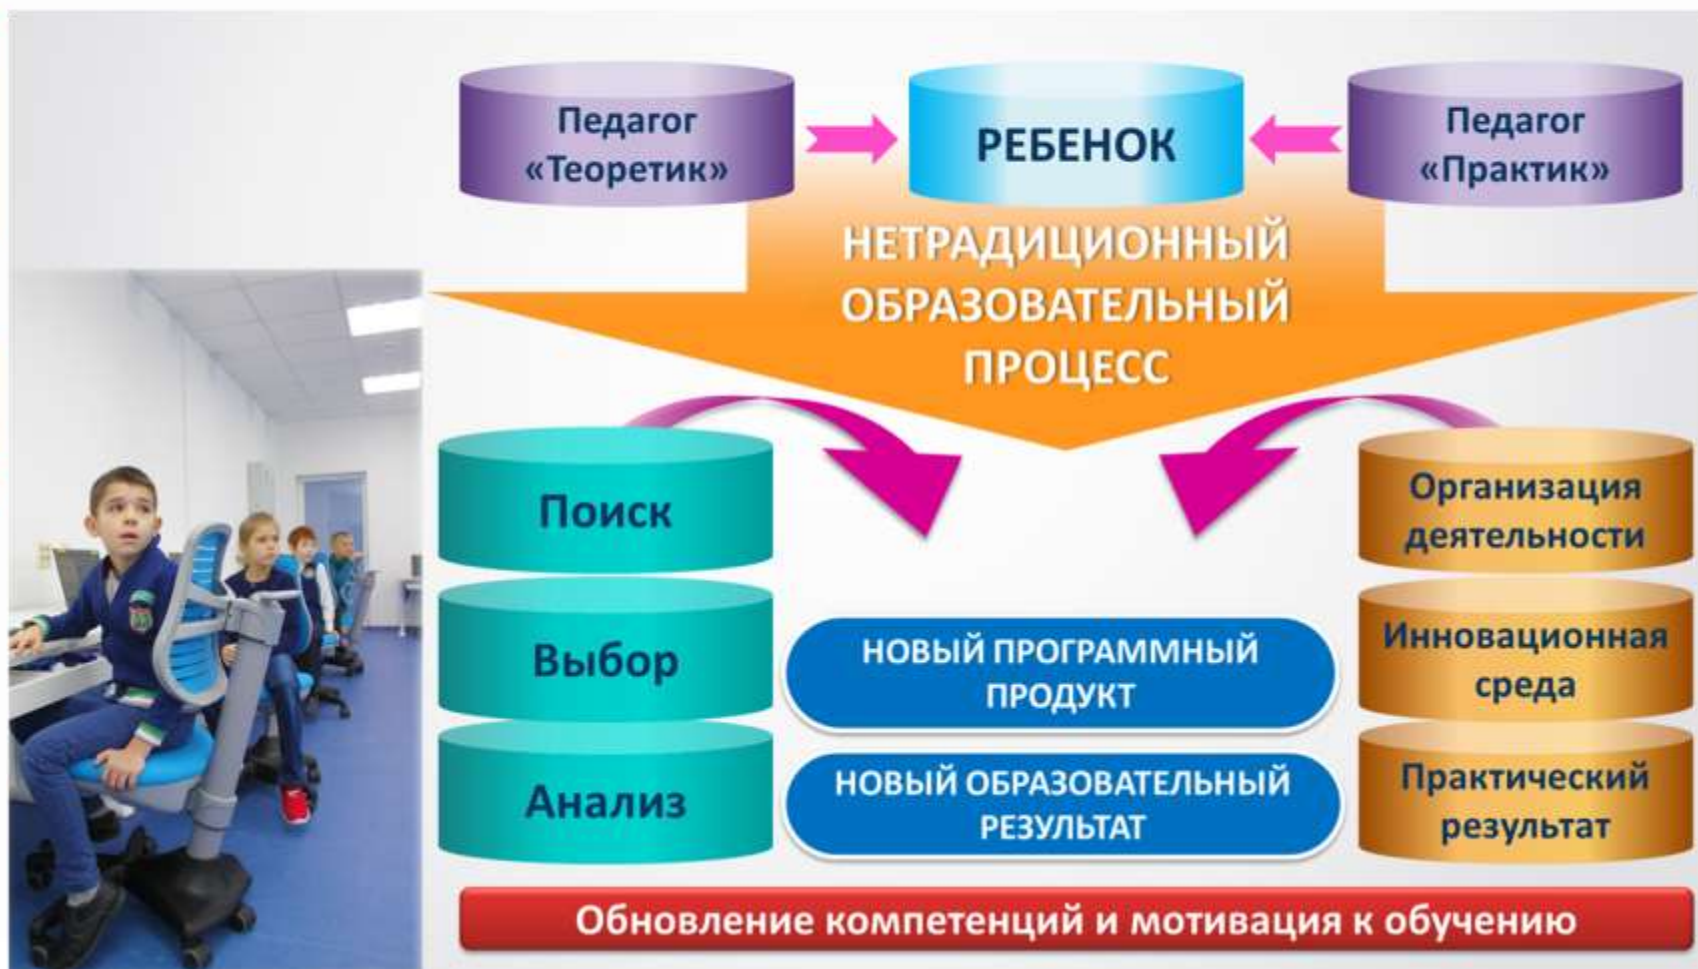 Педагог
«Теоретик»
РЕБЕНОК
Педагог
«Практик»
НЕТРАДИЦИОННЫЙ
ОБРАЗОВАТЕЛЬНЫЙ
ПРОЦЕСС
Поиск
Выбор
Анализ
НОВЫЙ ПРОГРАММНЫЙ
ПРОДУКТ
НОВЫЙ ОБРАЗОВАТЕЛЬНЫЙ
РЕЗУЛЬТАТ
Организация
деятельности
Инновационная
среда
Практический
результат
Обновление компетенций и мотивация к обучению